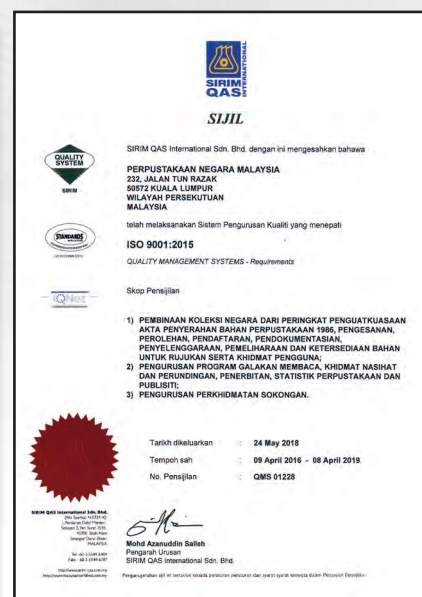 SIRIM
QAS
INTERNATIONAL
SIJIL
SIRIM QAS International Sdn. Bhd. dengan ini mengesahkan bahawa
QUALITY
SYSTEM
SIRIM
PERPUSTAKAAN NEGARA MALAYSIA
232, JALAN TUN RAZAK
50572 KUALA LUMPUR
WILAYAH PERSEKUTUAN
MALAYSIA
telah melaksanakan Sistem Pengurusan Kualiti yang menepati
STANDARDS
ISO 9001:2015
QUALITY MANAGEMENT SYSTEMS - Requirements
IQNet
Skop Pensijilan
1) PEMBINAAN KOLEKSI NEGARA DARI PERINGKAT PENGUATKUASAAN
AKTA PENYERAHAN BAHAN PERPUSTAKAAN 1986, PENGESANAN,
PEROLEHAN, PENDAFTARAN, PENDOKUMENTASIAN,
PENYELENGGARAAN, PEMELIHARAAN DAN KETERSEDIAAN BAHAN
UNTUK RUJUKAN SERTA KHIDMAT PENGGUNA;
2) PENGURUSAN PROGRAM GALAKAN MEMBACA, KHIDMAT NASIHAT
DAN PERUNDINGAN, PENERBITAN, STATISTIK PERPUSTAKAAN DAN
PUBLISITI;
3) PENGURUSAN PERKHIDMATAN SOKONGAN.
Tarikh dikeluarkan : 24 May 2018
Tempoh sah : 09 April 2016 – 08 April 2019
No. Pensijilan : QMS 01228
SIRIM QAS International Sdn. Bhd.
MALAYSIA
Mohd Azanuddin Salleh
Pengarah Urusan
SIRIM QAS International Sdn. Bhd.